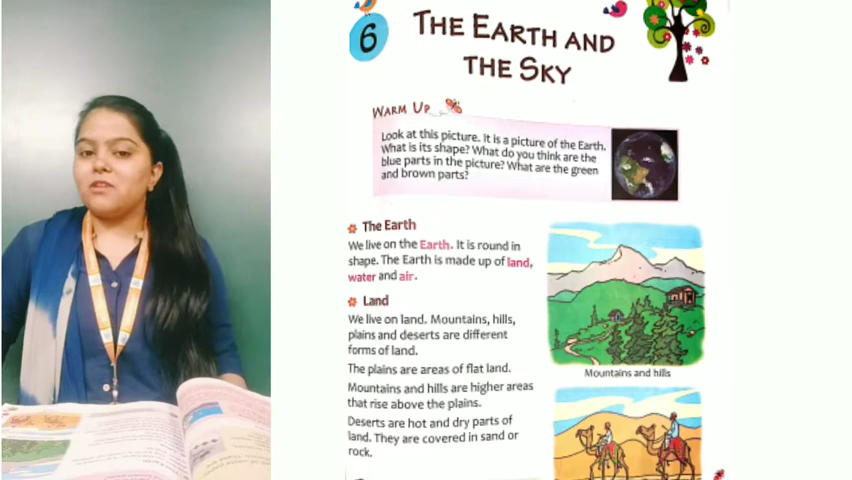 6
THE EARTH AND
THE SKY
WARM UP
Look at this picture. It is a picture of the Earth.
What is its shape? What do you think are the
blue parts in the picture? What are the green
and brown parts?
The Earth
We live on the Earth. It is round in
shape. The Earth is made up of land,
water and air.
Land
We live on land. Mountains, hills,
plains and deserts are different
forms of land.
The plains are areas of flat land.
Mountains and hills are higher areas
that rise above the plains.
Deserts are hot and dry parts of
land. They are covered in sand or
rock.
Mountains and hills